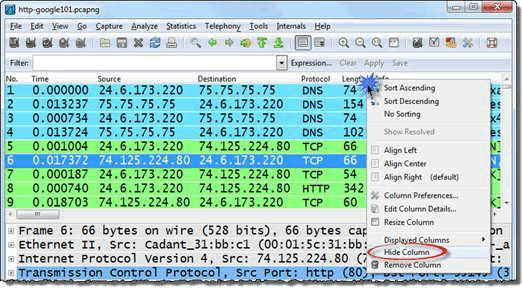 http-google101.pcapng
File Edit View Go Capture Analyze Statistics Telephony Tools Internals Help
Filter: Expression... Clear Apply Save
No. Time Source Destination Protocol Length Info
1 0.000000 24.6.173.220 75.75.75.75 DNS 74
2 0.013237 75.75.75.75 24.6.173.220 DNS 154
3 0.000734 24.6.173.220 75.75.75.75 DNS 74
4 0.013224 75.75.75.75 24.6.173.220 DNS 102
5 0.001004 24.6.173.220 74.125.224.80 TCP 66
6 0.017372 74.125.224.80 24.6.173.220 TCP 66
7 0.000187 24.6.173.220 74.125.224.80 TCP 54
8 0.000740 24.6.173.220 74.125.224.80 HTTP 342
9 0.018703 74.125.224.80 24.6.173.220 TCP 60
Sort Ascending
Sort Descending
No Sorting
Show Resolved
Align Left
Align Center
Align Right (default)
Column Preferences...
Edit Column Details...
Resize Column
Displayed Columns
Hide Column
Remove Column
Frame 6: 66 bytes on wire (528 bits), 66 bytes cap
Ethernet II, Src: Cadant_31:bb:c1 (00:01:5c:31:bb:
Internet Protocol Version 4, Src: 74.125.224.80 (7
Transmission Control Protocol, Src Port: http (80)